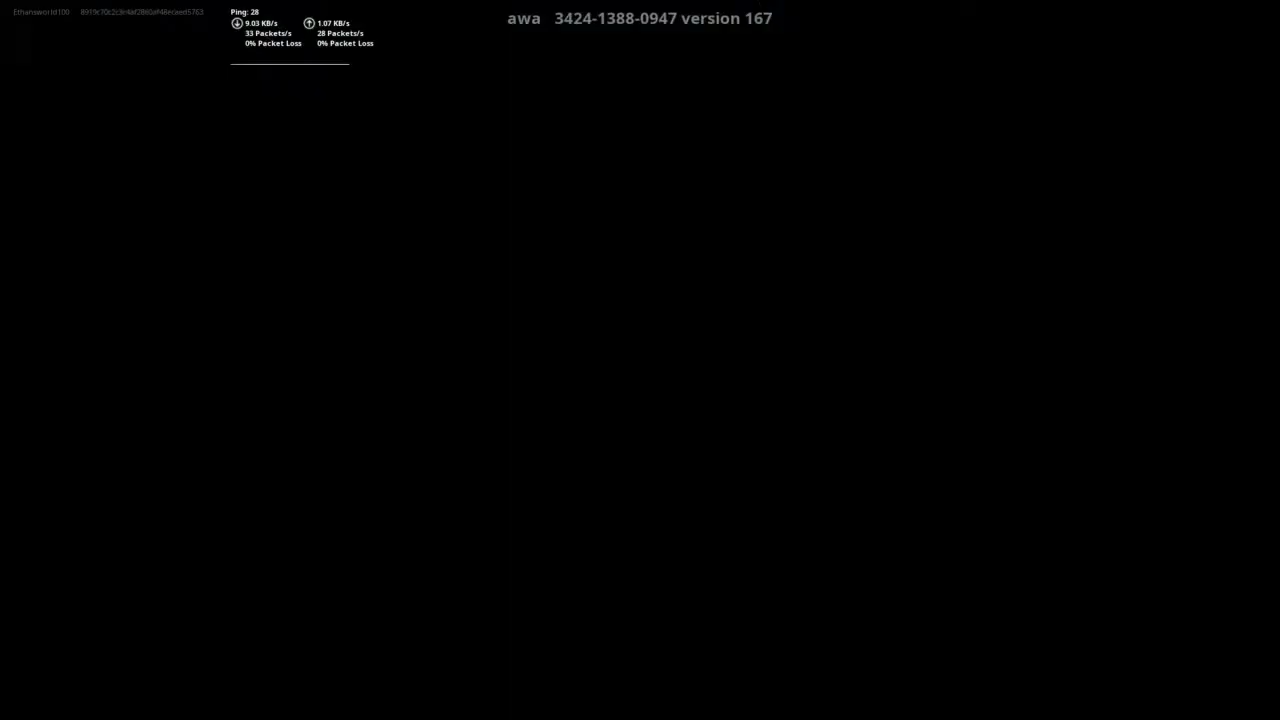 Ethansworld100
Ping: 28
9.03 KB/s 1.07 KB/s
33 Packets/s 28 Packets/s
0% Packet Loss 0% Packet Loss
awa 3424-1388-0947 version 167